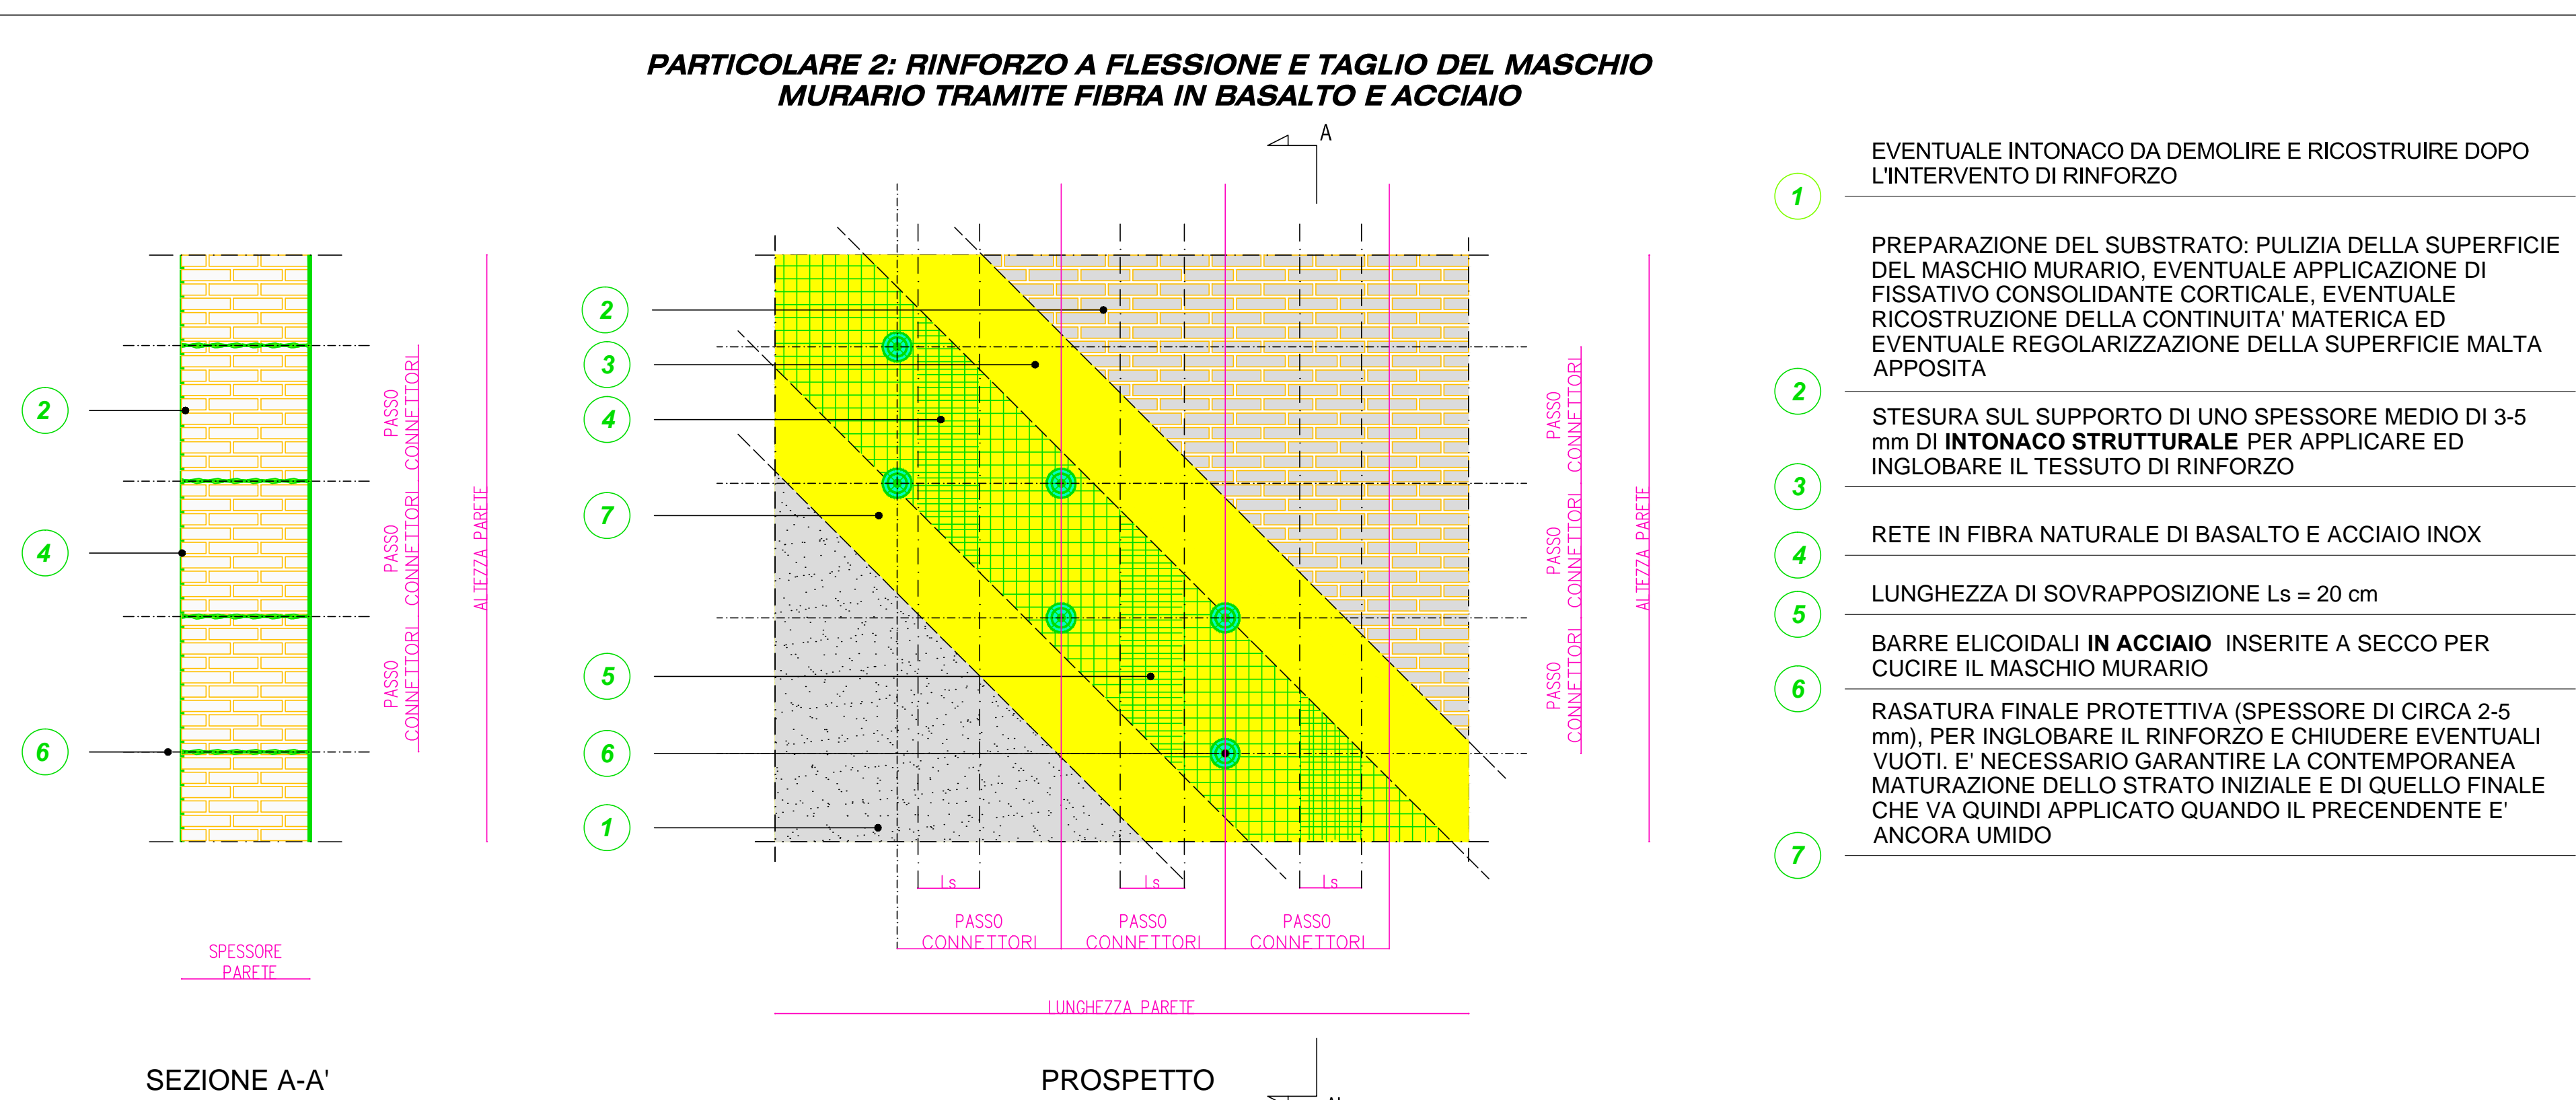 PARTICOLARE 2: RINFORZO A FLESSIONE E TAGLIO DEL MASCHIO
MURARIO TRAMITE FIBRA IN BASALTO E ACCIAIO
2
4
6
PASSO
CONNETTORI
PASSO
CONNETTORI
PASSO
CONNETTORI
ALTEZZA PARETE
SPESSORE
PARETE
SEZIONE A-A'
A
2
3
4
7
5
6
1
Ls
Ls
Ls
PASSO
CONNETTORI
PASSO
CONNETTORI
PASSO
CONNETTORI
LUNGHEZZA PARETE
PASSO
CONNETTORI
PASSO
CONNETTORI
PASSO
CONNETTORI
ALTEZZA PARETE
PROSPETTO
1
EVENTUALE INTONACO DA DEMOLIRE E RICOSTRUIRE DOPO
L'INTERVENTO DI RINFORZO
2
PREPARAZIONE DEL SUBSTRATO: PULIZIA DELLA SUPERFICIE
DEL MASCHIO MURARIO, EVENTUALE APPLICAZIONE DI
FISSATIVO CONSOLIDANTE CORTICALE, EVENTUALE
RICOSTRUZIONE DELLA CONTINUITA' MATERICA ED
EVENTUALE REGOLARIZZAZIONE DELLA SUPERFICIE MALTA
APPOSITA
3
STESURA SUL SUPPORTO DI UNO SPESSORE MEDIO DI 3-5
mm DI INTONACO STRUTTURALE PER APPLICARE ED
INGLOBARE IL TESSUTO DI RINFORZO
4
RETE IN FIBRA NATURALE DI BASALTO E ACCIAIO INOX
5
LUNGHEZZA DI SOVRAPPOSIZIONE Ls = 20 cm
6
BARRE ELICOIDALI IN ACCIAIO INSERITE A SECCO PER
CUCIRE IL MASCHIO MURARIO
7
RASATURA FINALE PROTETTIVA (SPESSORE DI CIRCA 2-5
mm), PER INGLOBARE IL RINFORZO E CHIUDERE EVENTUALI
VUOTI. E' NECESSARIO GARANTIRE LA CONTEMPORANEA
MATURAZIONE DELLO STRATO INIZIALE E DI QUELLO FINALE
CHE VA QUINDI APPLICATO QUANDO IL PRECENDENTE E'
ANCORA UMIDO